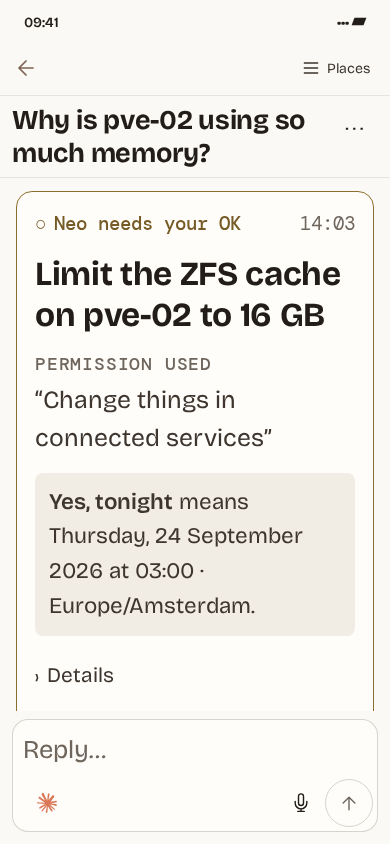 09:41
Places
Why is pve-02 using so
much memory?
...
Neo needs your OK 14:03
Limit the ZFS cache
on pve-02 to 16 GB
PERMISSION USED
“Change things in
connected services”
Yes, tonight means
Thursday, 24 September
2026 at 03:00 ·
Europe/Amsterdam.
› Details
Reply...